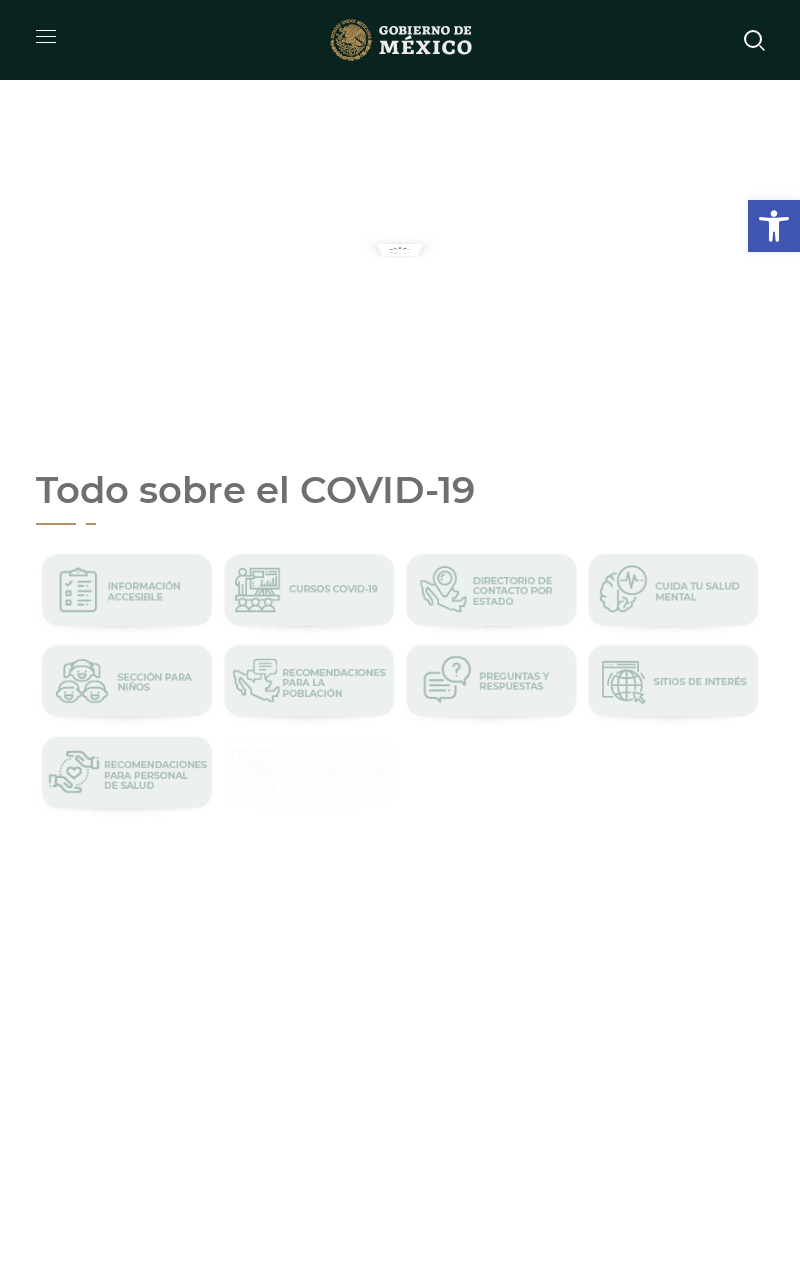 GOBIERNO DE
MÉXICO
Todo sobre el COVID-19
INFORMACIÓN
ACCESIBLE
CURSOS COVID-19
DIRECTORIO DE
CONTACTO POR
ESTADO
CUIDA TU SALUD
MENTAL
SECCIÓN PARA
NIÑOS
RECOMENDACIONES
PARA LA
POBLACIÓN
PREGUNTAS Y
RESPUESTAS
SITIOS DE INTERÉS
RECOMENDACIONES
PARA PERSONAL
DE SALUD